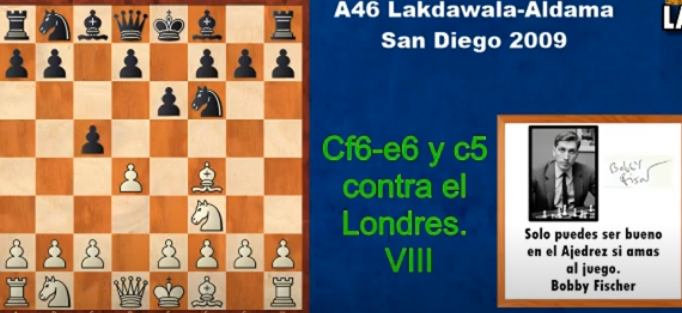 A46 Lakdawala-Aldama
San Diego 2009
LA
Cf6-e6 y c5
contra el
Londres.
VIII
Solo puedes ser bueno
en el Ajedrez si amas
al juego.
Bobby Fischer